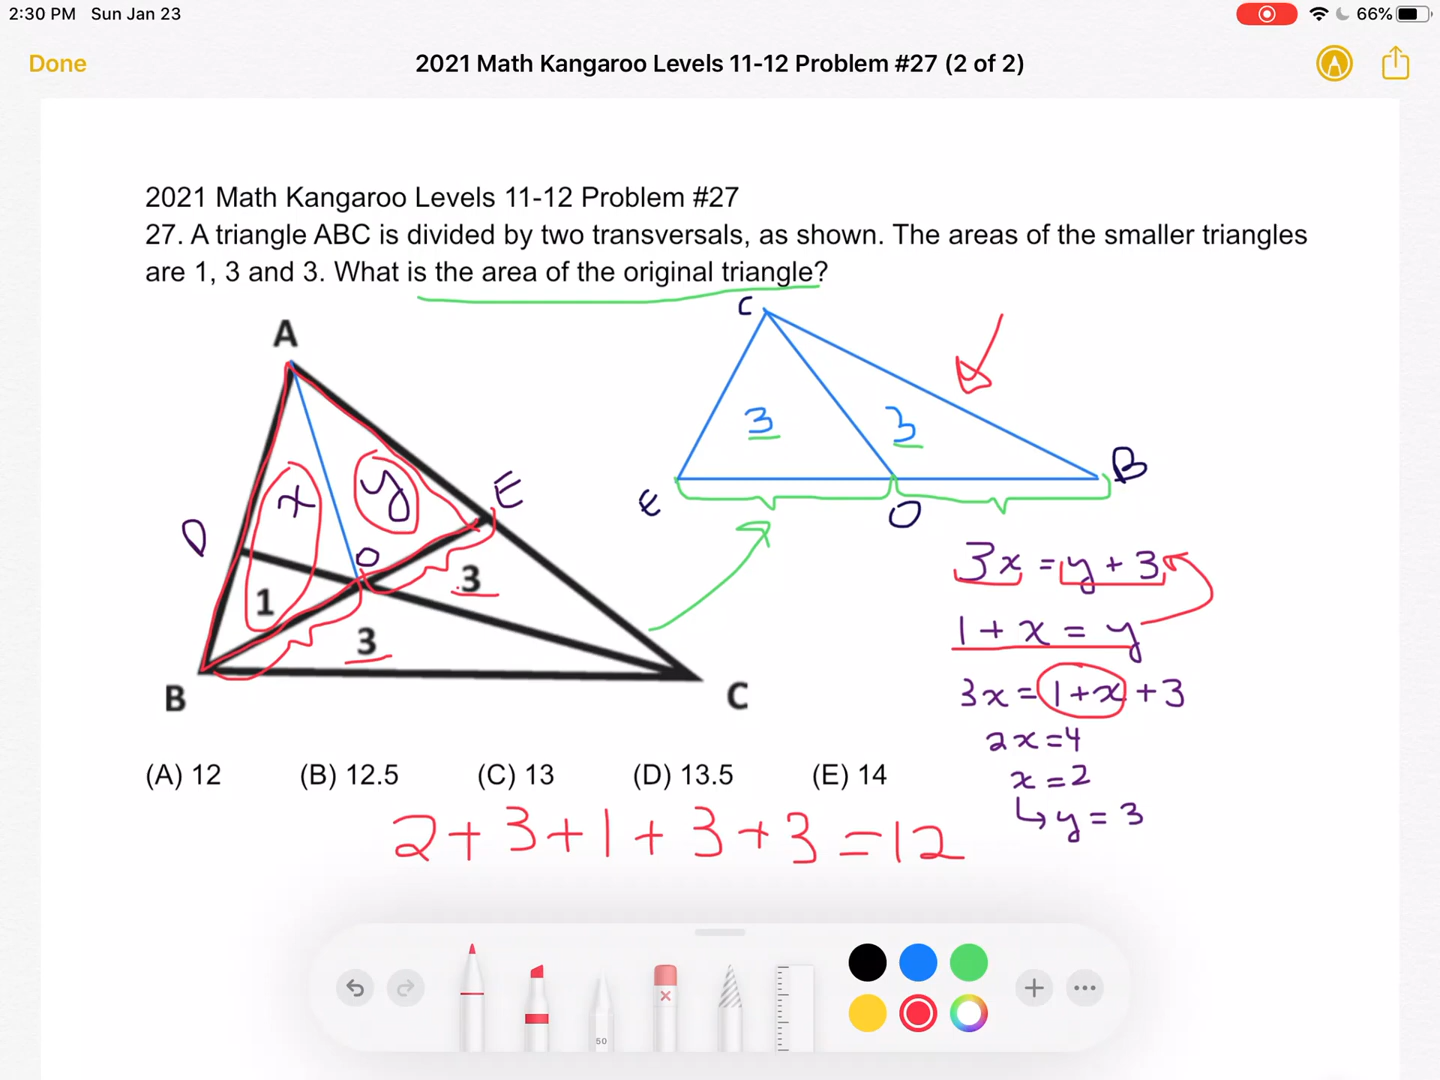 2:30 PM Sun Jan 23
66%
Done
2021 Math Kangaroo Levels 11-12 Problem #27 (2 of 2)
2021 Math Kangaroo Levels 11-12 Problem #27
27. A triangle ABC is divided by two transversals, as shown. The areas of the smaller triangles
are 1, 3 and 3. What is the area of the original triangle?
A
x
y
E
D
O
1
3
3
B
C
C
3
3
E
O
B
3x = y + 3
1 + x = y
3x = 1 + x + 3
2x = 4
x = 2
↳ y = 3
(A) 12 (B) 12.5 (C) 13 (D) 13.5 (E) 14
2 + 3 + 1 + 3 + 3 = 12
50